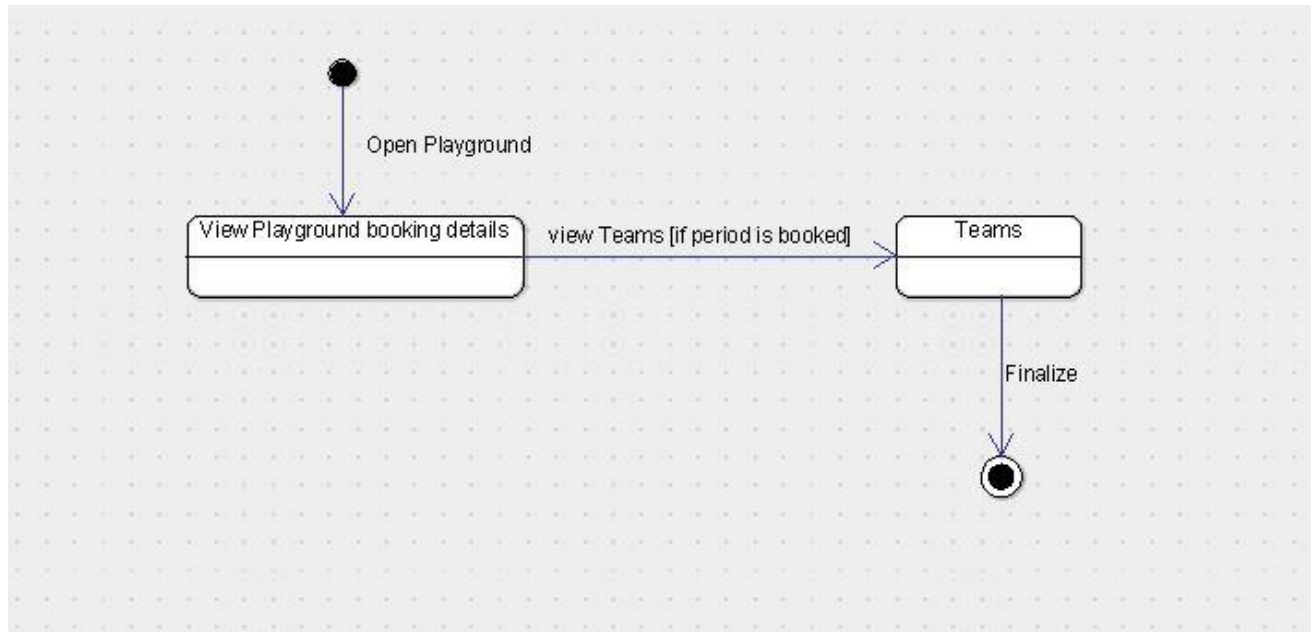 Open Playground
View Playground booking details
view Teams [if period is booked]
Teams
Finalize